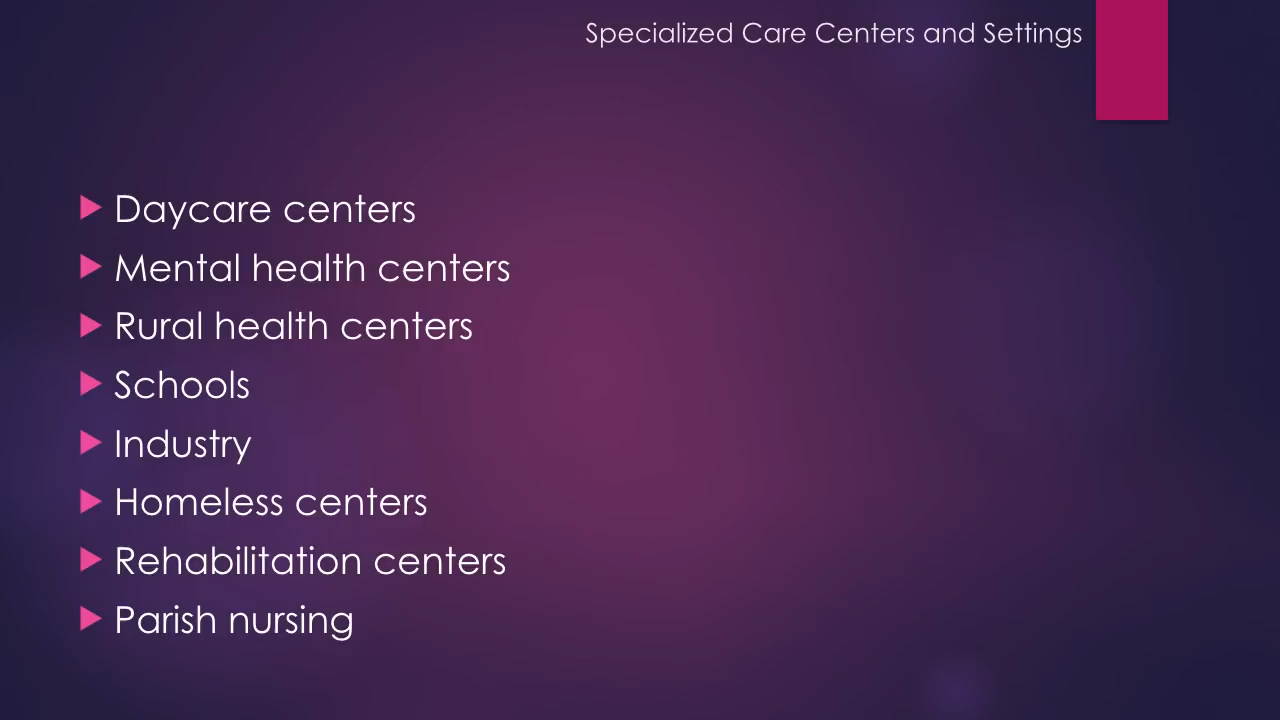 Specialized Care Centers and Settings
Daycare centers
Mental health centers
Rural health centers
Schools
Industry
Homeless centers
Rehabilitation centers
Parish nursing